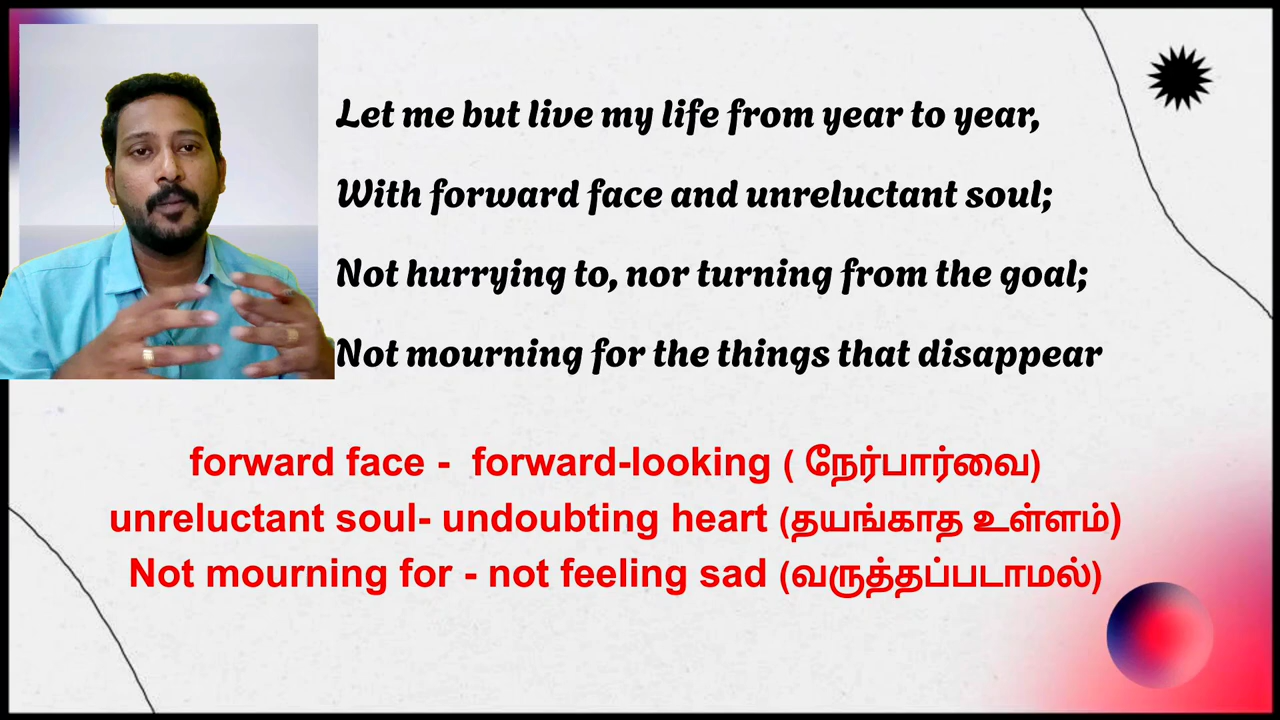 Let me but live my life from year to year,
With forward face and unreluctant soul;
Not hurrying to, nor turning from the goal;
Not mourning for the things that disappear
forward face -  forward-looking ( நேர்பார்வை)
unreluctant soul- undoubting heart (தயங்காத உள்ளம்)
Not mourning for - not feeling sad (வருத்தப்படாமல்)